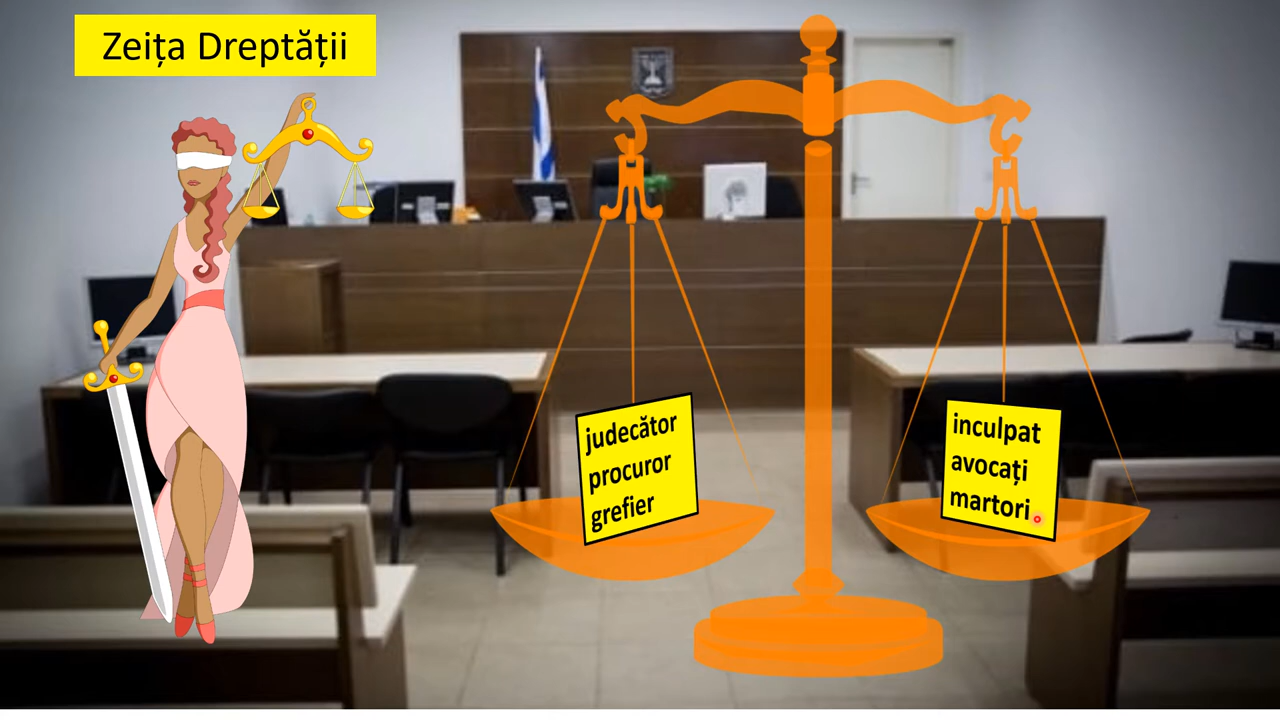 Zeița Dreptății
judecător
procuror
grefier
inculpat
avocați
martori